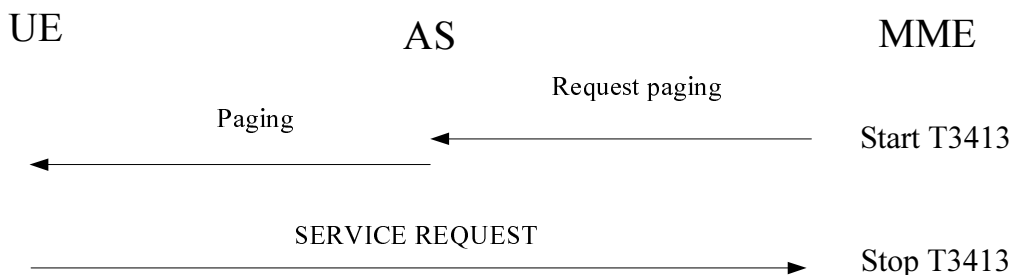 UE
AS
MME
Request paging
Paging
Start T3413
SERVICE REQUEST
Stop T3413